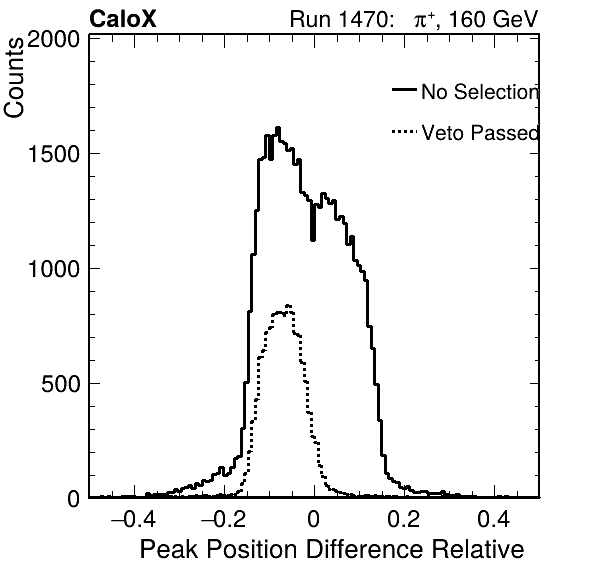 CaloX Run 1470: π⁺, 160 GeV
Counts
2000
1500
1000
500
0
No Selection
Veto Passed
−0.4 −0.2 0 0.2 0.4
Peak Position Difference Relative